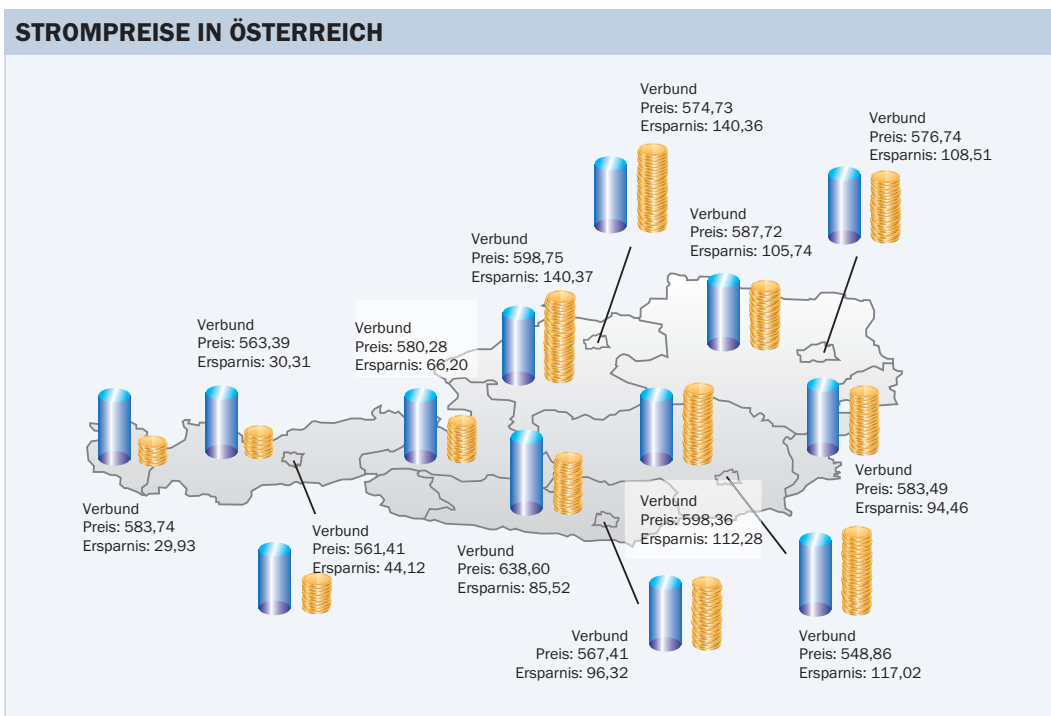 STROMPREISE IN ÖSTERREICH
Verbund
Preis: 574,73
Ersparnis: 140,36
Verbund
Preis: 576,74
Ersparnis: 108,51
Verbund
Preis: 587,72
Ersparnis: 105,74
Verbund
Preis: 598,75
Ersparnis: 140,37
Verbund
Preis: 563,39
Ersparnis: 30,31
Verbund
Preis: 580,28
Ersparnis: 66,20
Verbund
Preis: 583,74
Ersparnis: 29,93
Verbund
Preis: 561,41
Ersparnis: 44,12
Verbund
Preis: 638,60
Ersparnis: 85,52
Verbund
Preis: 598,36
Ersparnis: 112,28
Verbund
Preis: 583,49
Ersparnis: 94,46
Verbund
Preis: 567,41
Ersparnis: 96,32
Verbund
Preis: 548,86
Ersparnis: 117,02